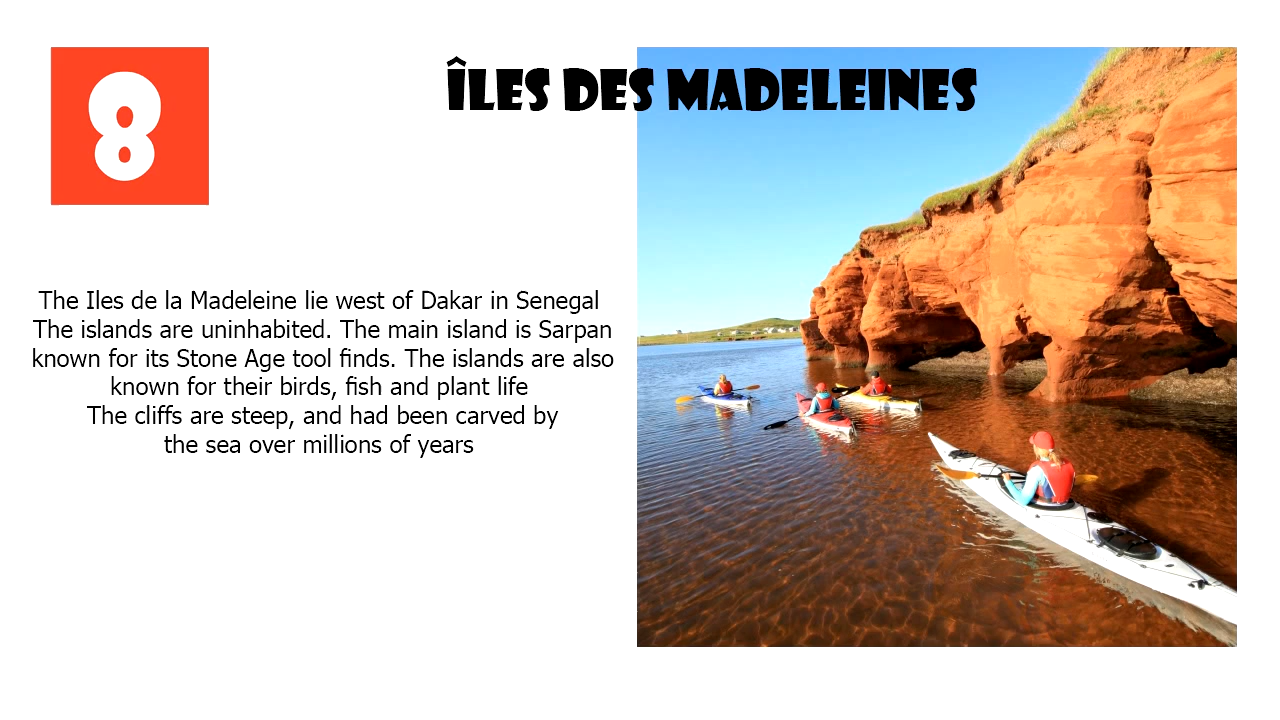 8
ÎLES DES MADELEINES
The Iles de la Madeleine lie west of Dakar in Senegal
The islands are uninhabited. The main island is Sarpan
known for its Stone Age tool finds. The islands are also
known for their birds, fish and plant life
The cliffs are steep, and had been carved by
the sea over millions of years